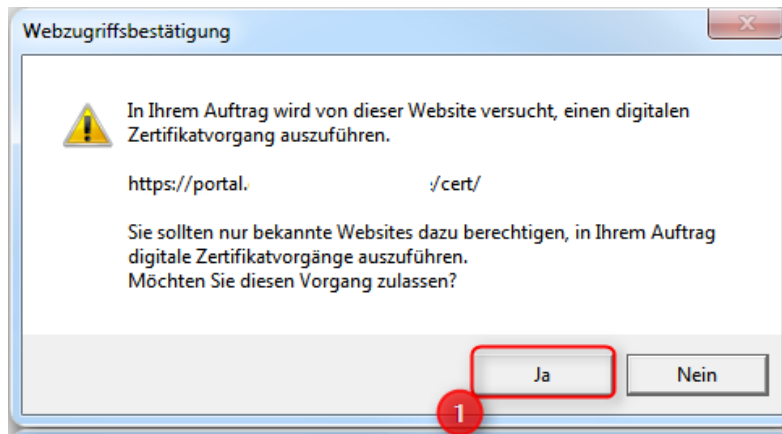 Webzugriffsbestätigung
In Ihrem Auftrag wird von dieser Website versucht, einen digitalen
Zertifikatvorgang auszuführen.
https://portal. /cert/
Sie sollten nur bekannte Websites dazu berechtigen, in Ihrem Auftrag
digitale Zertifikatvorgänge auszuführen.
Möchten Sie diesen Vorgang zulassen?
Ja Nein
1